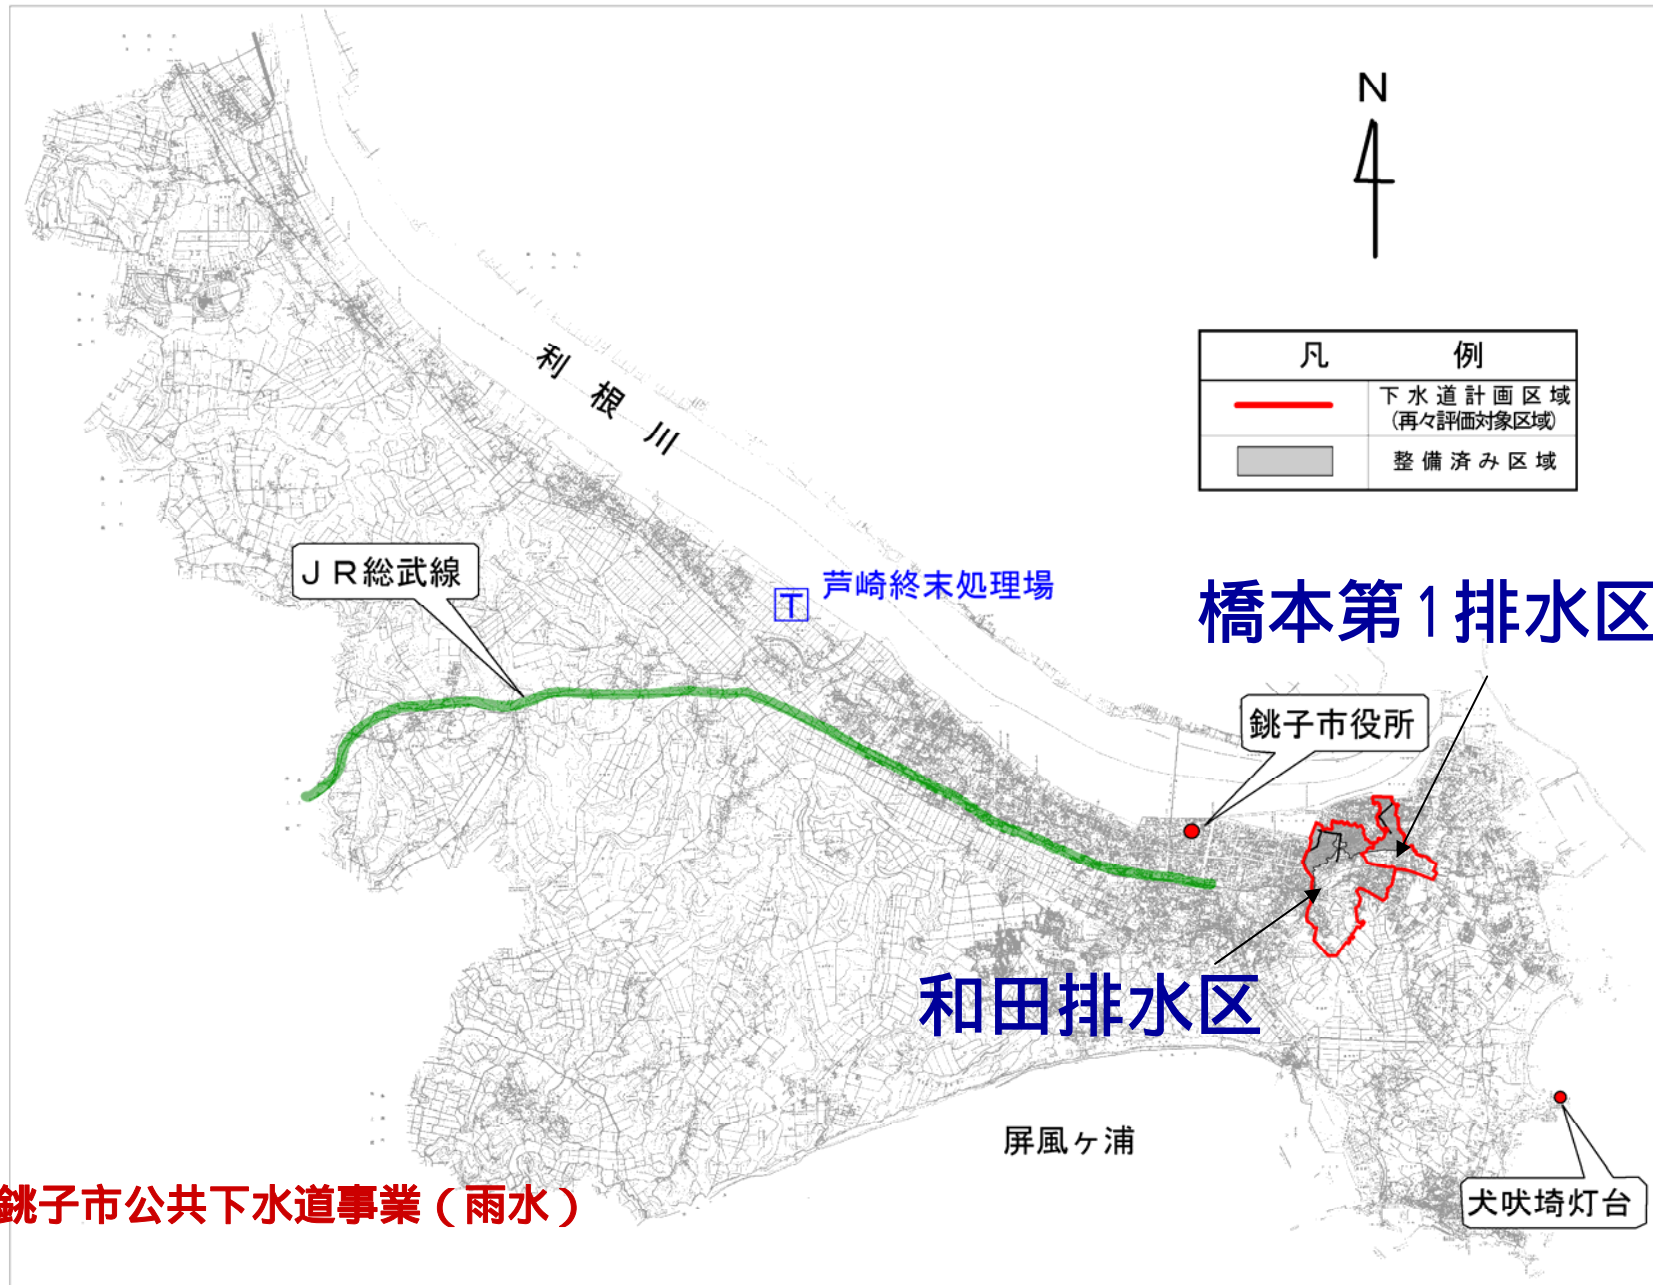 N
凡 例
下水道計画区域
(再々評価対象区域)
整備済み区域
利根川
JR総武線
T
芦崎終末処理場
橋本第1排水区
銚子市役所
和田排水区
屏風ヶ浦
犬吠埼灯台
銚子市公共下水道事業(雨水)